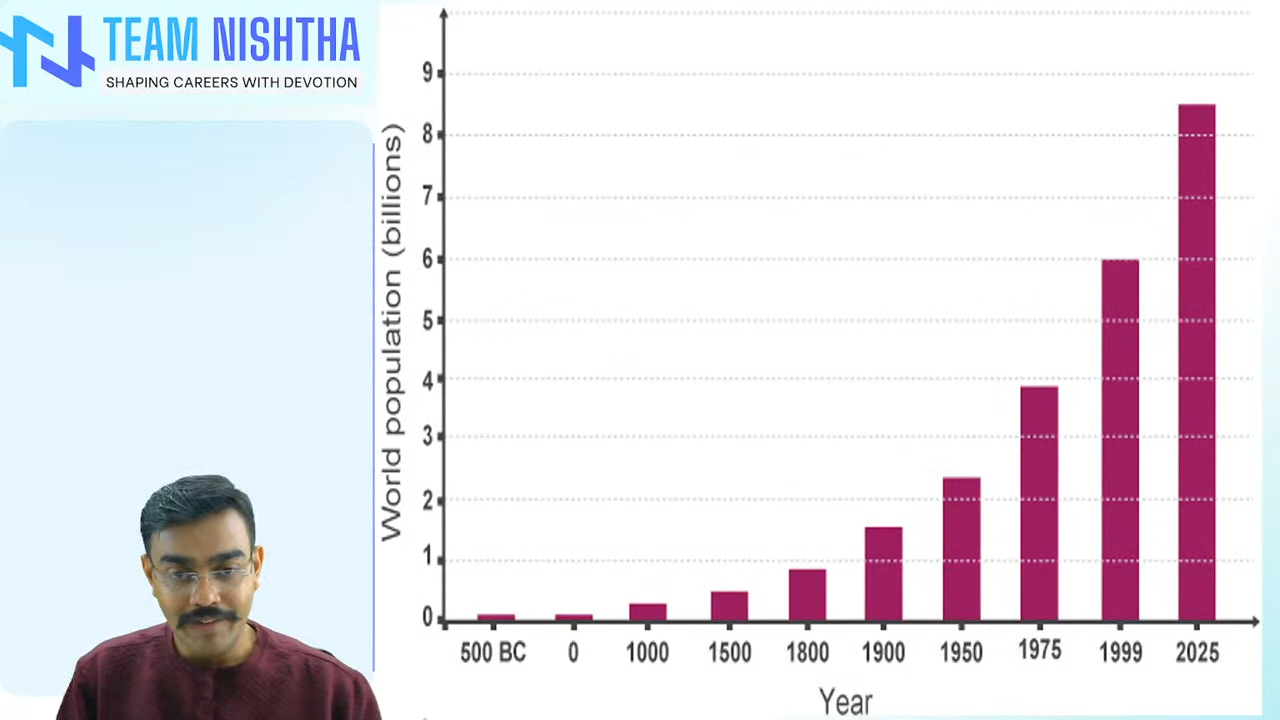 TEAM NISHTHA
SHAPING CAREERS WITH DEVOTION
World population (billions)
9
8
7
6
5
4
3
2
1
0
500 BC 0 1000 1500 1800 1900 1950 1975 1999 2025
Year